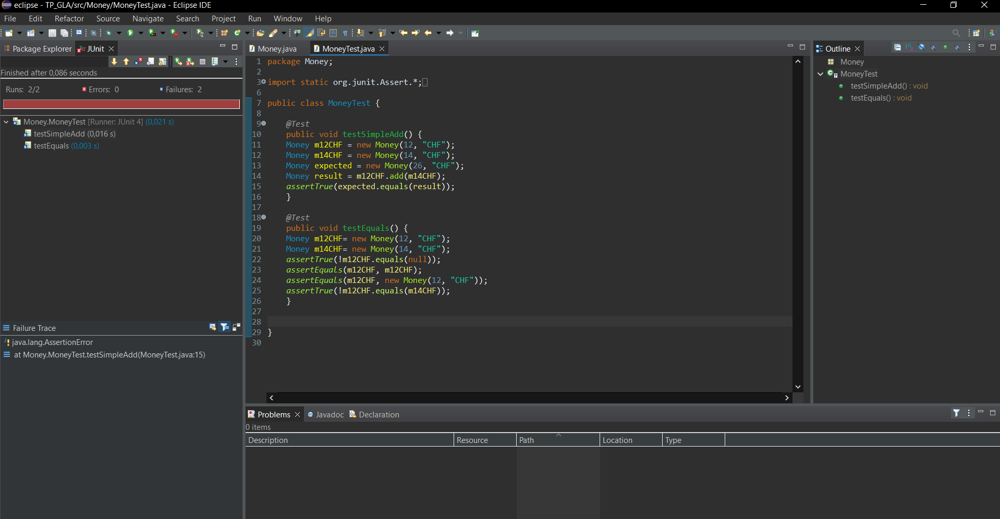 eclipse - TP_GLA/src/Money/MoneyTest.java - Eclipse IDE
File Edit Refactor Source Navigate Search Project Run Window Help
Package Explorer JUnit
Finished after 0,086 seconds
Runs: 2/2 Errors: 0 Failures: 2
Money.MoneyTest [Runner: JUnit 4] (0,021 s)
testSimpleAdd (0,016 s)
testEquals (0,003 s)
Failure Trace
java.lang.AssertionError
at Money.MoneyTest.testSimpleAdd(MoneyTest.java:15)
Money.java MoneyTest.java
1 package Money;
2
3 import static org.junit.Assert.*;
6
7 public class MoneyTest {
8
9 @Test
10 public void testSimpleAdd() {
11 Money m12CHF = new Money(12, "CHF");
12 Money m14CHF = new Money(14, "CHF");
13 Money expected = new Money(26, "CHF");
14 Money result = m12CHF.add(m14CHF);
15 assertTrue(expected.equals(result));
16 }
17
18 @Test
19 public void testEquals() {
20 Money m12CHF= new Money(12, "CHF");
21 Money m14CHF= new Money(14, "CHF");
22 assertTrue(!m12CHF.equals(null));
23 assertEquals(m12CHF, m12CHF);
24 assertEquals(m12CHF, new Money(12, "CHF"));
25 assertTrue(!m12CHF.equals(m14CHF));
26 }
27
28
29 }
30
Outline
Money
MoneyTest
testSimpleAdd() : void
testEquals() : void
Problems Javadoc Declaration
0 items
Description Resource Path Location Type